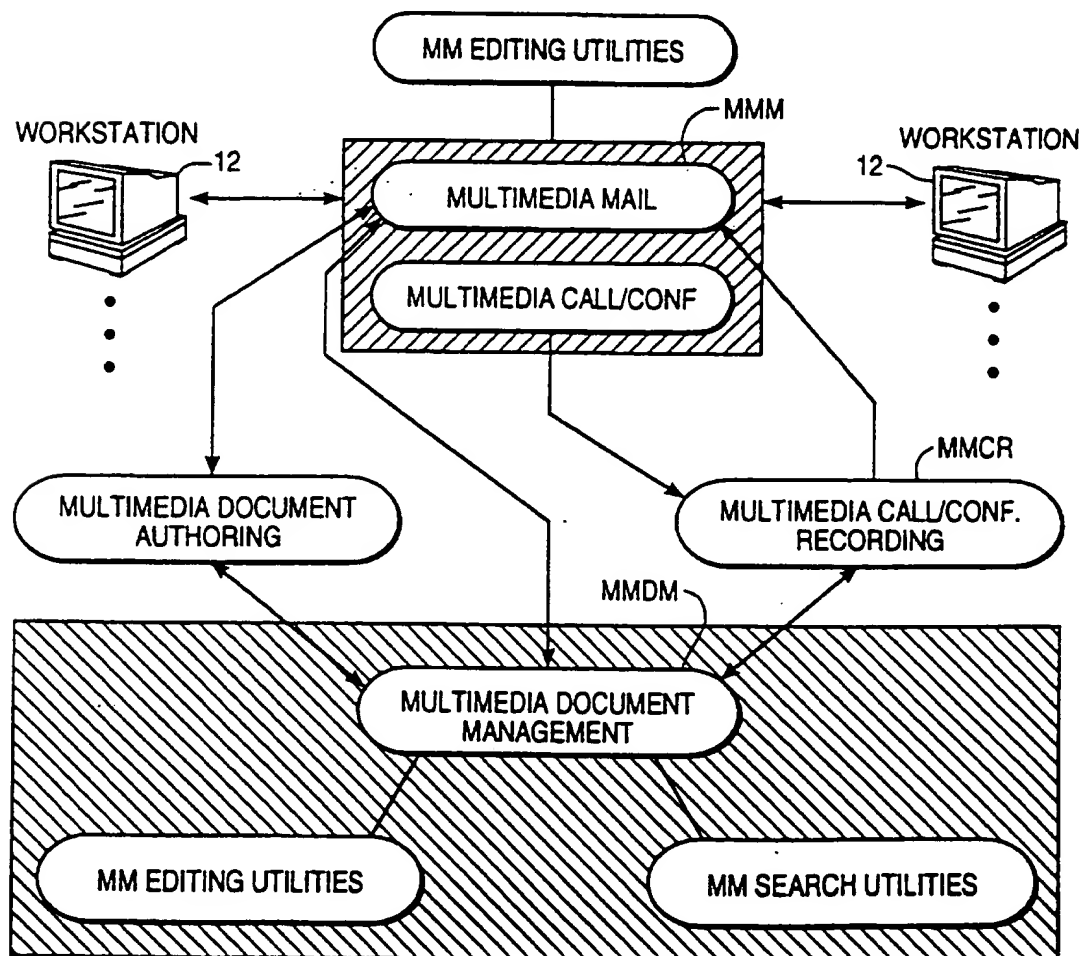 MM EDITING UTILITIES
MMM
WORKSTATION
12
WORKSTATION
12
MULTIMEDIA MAIL
MULTIMEDIA CALL/CONF
MMCR
MULTIMEDIA DOCUMENT
AUTHORING
MULTIMEDIA CALL/CONF.
RECORDING
MMDM
MULTIMEDIA DOCUMENT
MANAGEMENT
MM EDITING UTILITIES
MM SEARCH UTILITIES